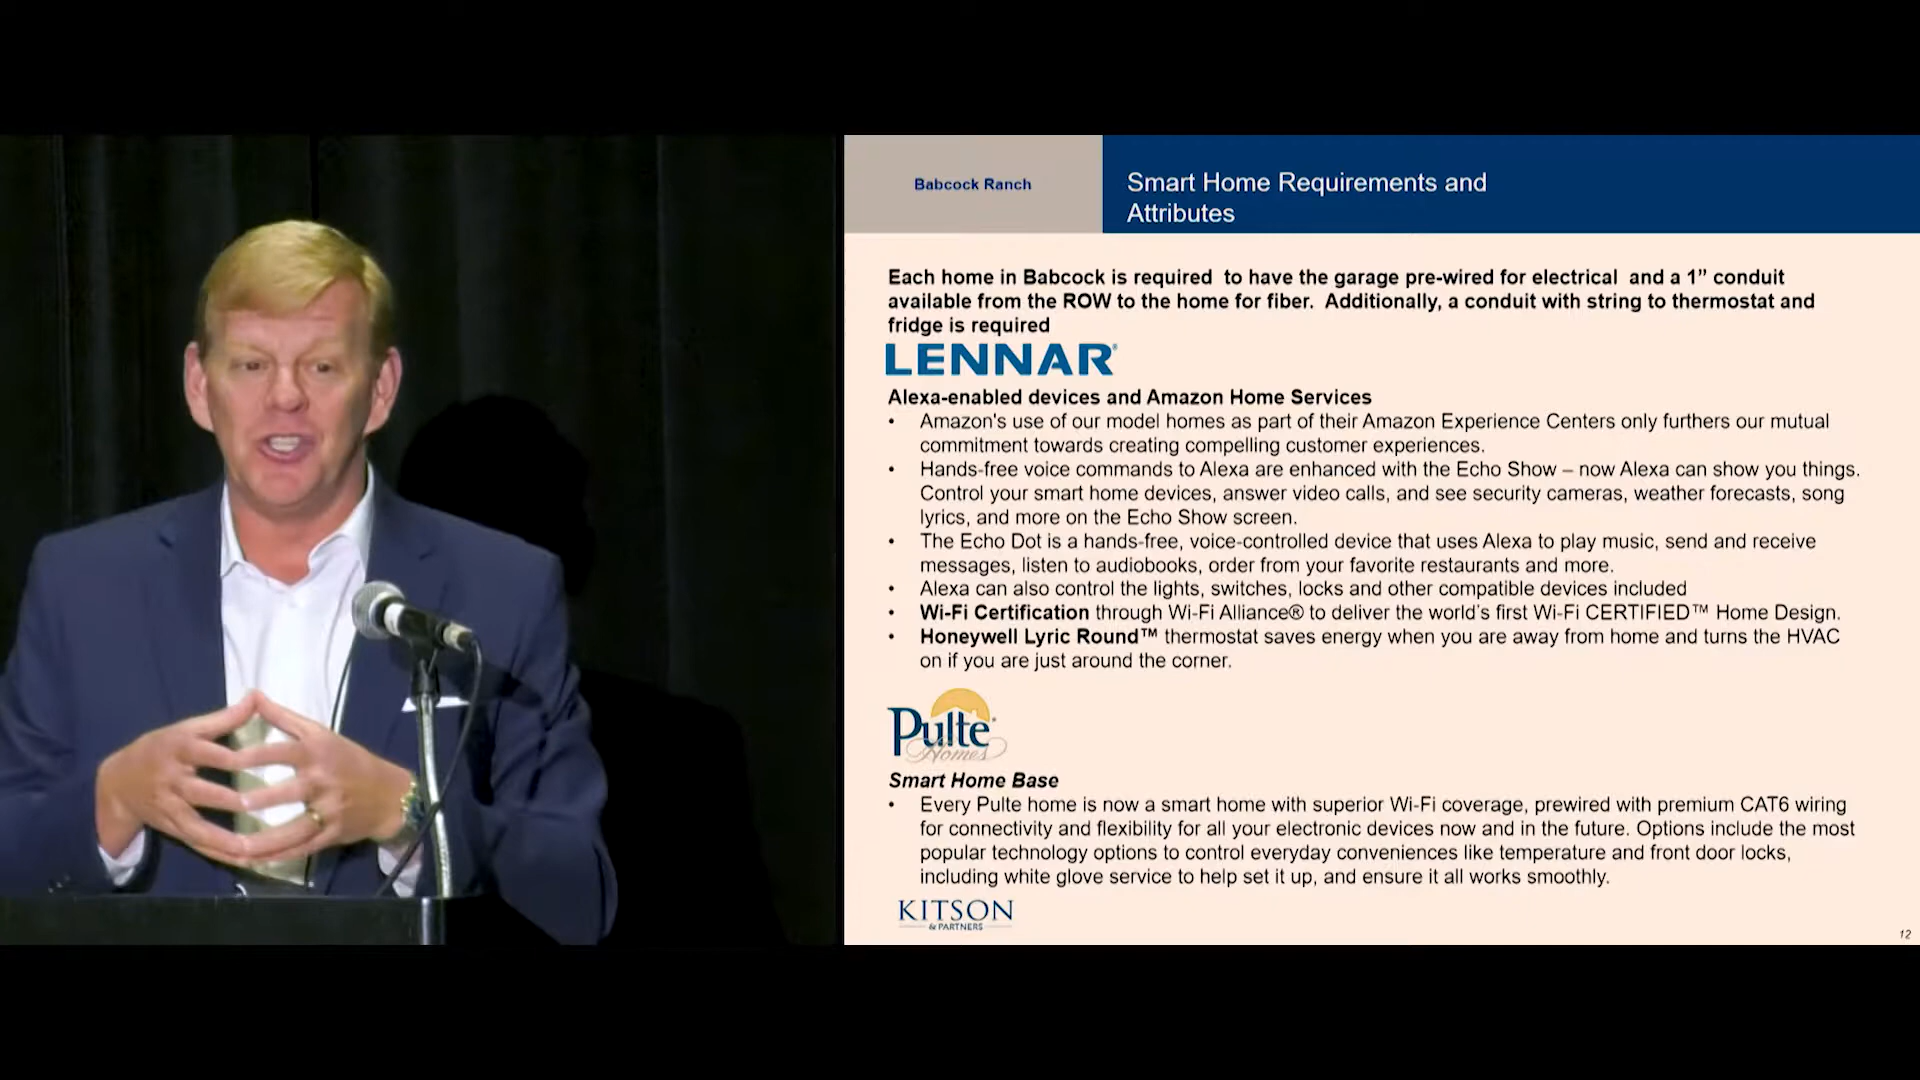 Babcock Ranch
Smart Home Requirements and
Attributes
Each home in Babcock is required  to have the garage pre-wired for electrical  and a 1” conduit
available from the ROW to the home for fiber.  Additionally, a conduit with string to thermostat and
fridge is required
LENNAR®
Alexa-enabled devices and Amazon Home Services
• Amazon's use of our model homes as part of their Amazon Experience Centers only furthers our mutual
commitment towards creating compelling customer experiences.
• Hands-free voice commands to Alexa are enhanced with the Echo Show – now Alexa can show you things.
Control your smart home devices, answer video calls, and see security cameras, weather forecasts, song
lyrics, and more on the Echo Show screen.
• The Echo Dot is a hands-free, voice-controlled device that uses Alexa to play music, send and receive
messages, listen to audiobooks, order from your favorite restaurants and more.
• Alexa can also control the lights, switches, locks and other compatible devices included
• Wi-Fi Certification through Wi-Fi Alliance® to deliver the world’s first Wi-Fi CERTIFIED™ Home Design.
• Honeywell Lyric Round™ thermostat saves energy when you are away from home and turns the HVAC
on if you are just around the corner.
Pulte
Homes
Smart Home Base
• Every Pulte home is now a smart home with superior Wi-Fi coverage, prewired with premium CAT6 wiring
for connectivity and flexibility for all your electronic devices now and in the future. Options include the most
popular technology options to control everyday conveniences like temperature and front door locks,
including white glove service to help set it up, and ensure it all works smoothly.
KITSON
& PARTNERS
12